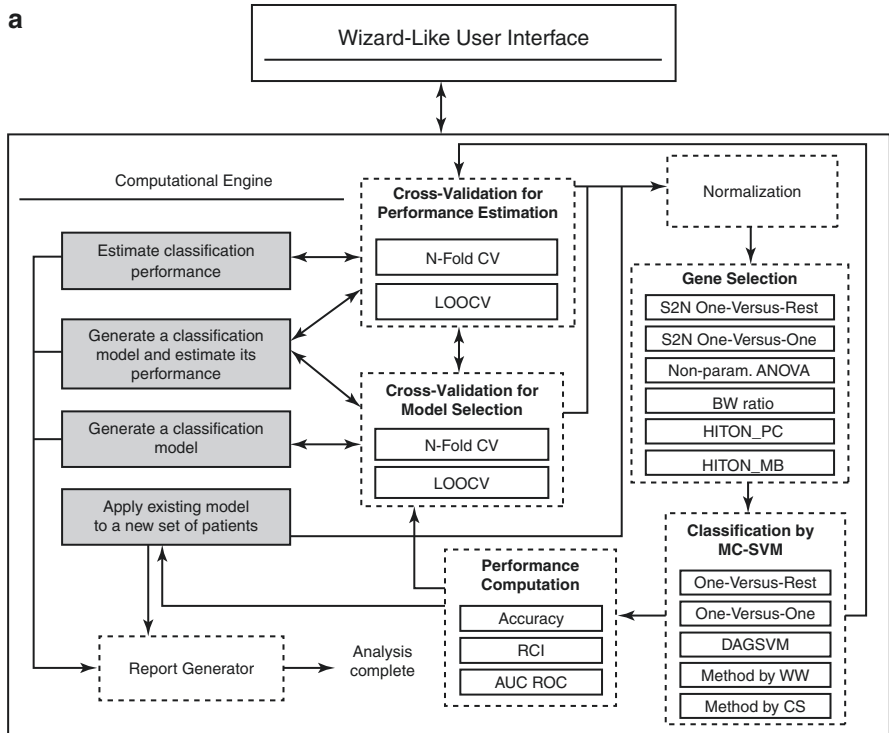 a
Wizard-Like User Interface
Computational Engine
Estimate classification
performance
Generate a classification
model and estimate its
performance
Generate a classification
model
Apply existing model
to a new set of patients
Report Generator
Analysis
complete
Cross-Validation for
Performance Estimation
N-Fold CV
LOOCV
Cross-Validation for
Model Selection
N-Fold CV
LOOCV
Performance
Computation
Accuracy
RCI
AUC ROC
Normalization
Gene Selection
S2N One-Versus-Rest
S2N One-Versus-One
Non-param. ANOVA
BW ratio
HITON_PC
HITON_MB
Classification by
MC-SVM
One-Versus-Rest
One-Versus-One
DAGSVM
Method by WW
Method by CS